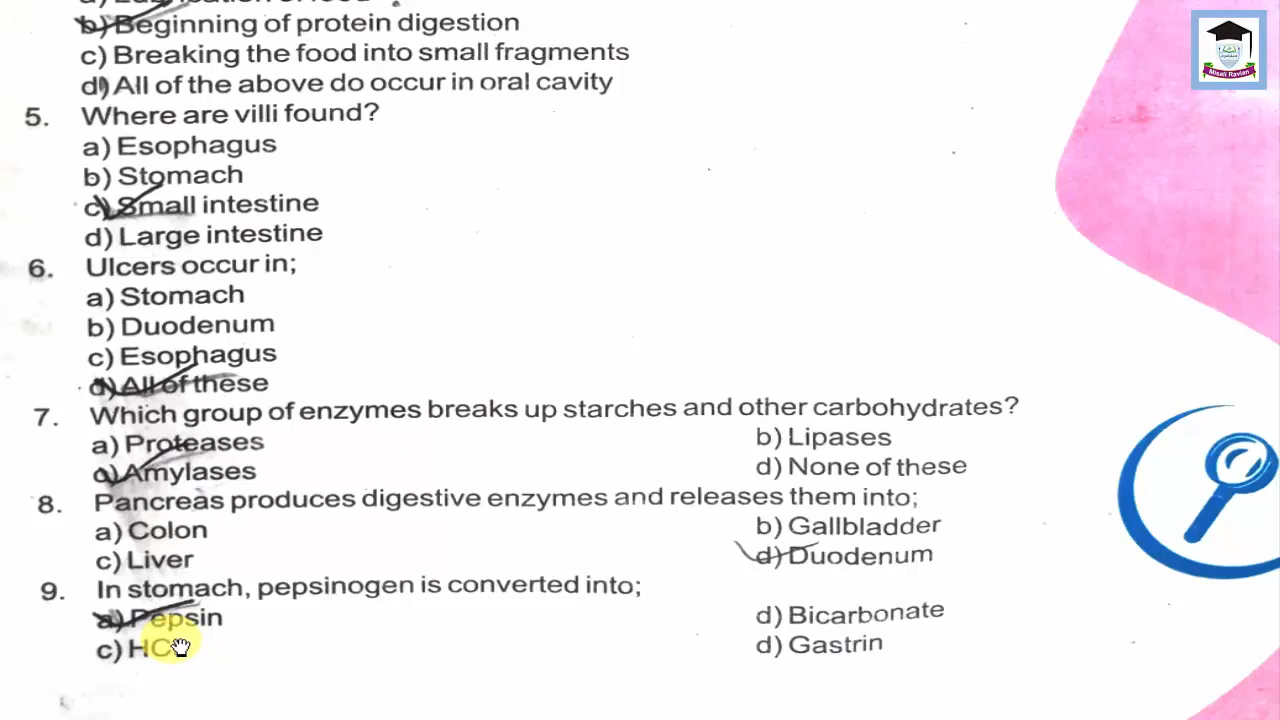 b) Beginning of protein digestion
c) Breaking the food into small fragments
d) All of the above do occur in oral cavity
5. Where are villi found?
a) Esophagus
b) Stomach
c) Small intestine
d) Large intestine
6. Ulcers occur in;
a) Stomach
b) Duodenum
c) Esophagus
d) All of these
7. Which group of enzymes breaks up starches and other carbohydrates?
a) Proteases b) Lipases
c) Amylases d) None of these
8. Pancreas produces digestive enzymes and releases them into;
a) Colon b) Gallbladder
c) Liver d) Duodenum
9. In stomach, pepsinogen is converted into;
a) Pepsin d) Bicarbonate
c) d) Gastrin
Misali Ravian